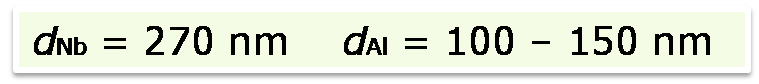 dNb = 270 nm dAl = 100 – 150 nm